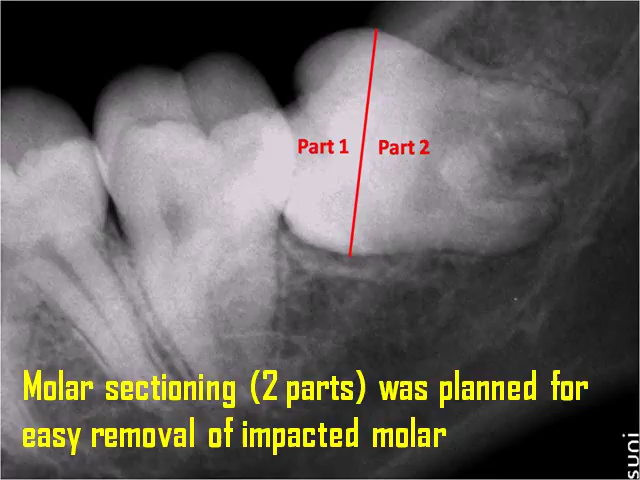 Part 1
Part 2
Molar sectioning (2 parts) was planned for
easy removal of impacted molar
suni